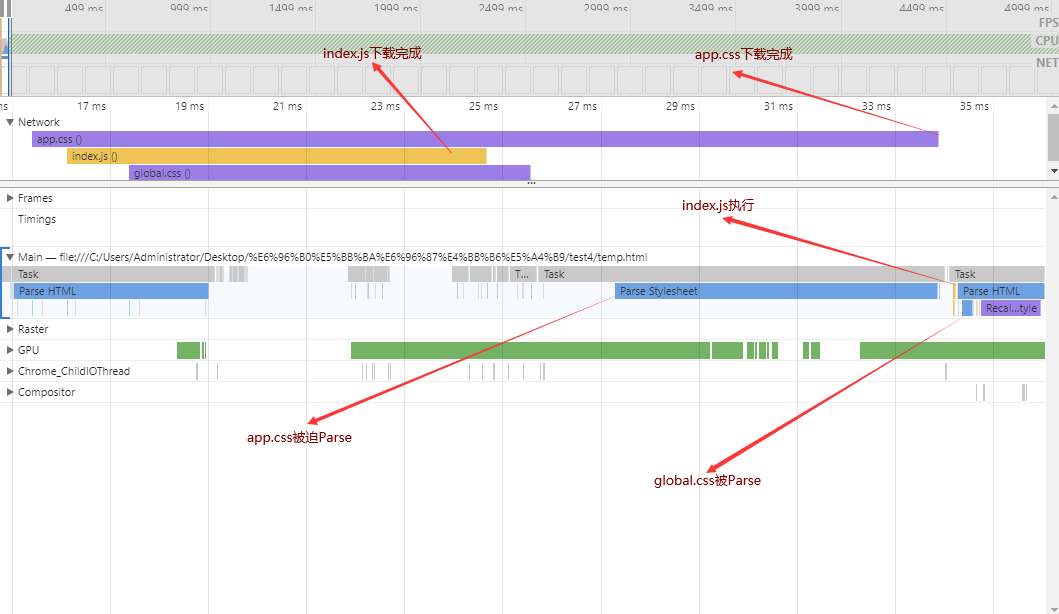 499 ms 999 ms 1499 ms 1999 ms 2499 ms 2999 ms 3499 ms 3999 ms 4499 ms 4999 ms
FPS
CPU
NET
index.js下载完成 app.css下载完成
ns 17 ms 19 ms 21 ms 23 ms 25 ms 27 ms 29 ms 31 ms 33 ms 35 ms
Network
app.css ()
index.js ()
global.css ()
...
Frames
index.js执行
Timings
Main — file:///C:/Users/Administrator/Desktop/%E6%96%B0%E5%BB%BA%E6%96%87%E4%BB%B6%E5%A4%B9/test4/temp.html
Task T... Task Task
Parse HTML Parse Stylesheet Parse HTML
Recal...tyle
Raster
GPU
Chrome_ChildIOThread
Compositor
app.css被迫Parse
global.css被Parse